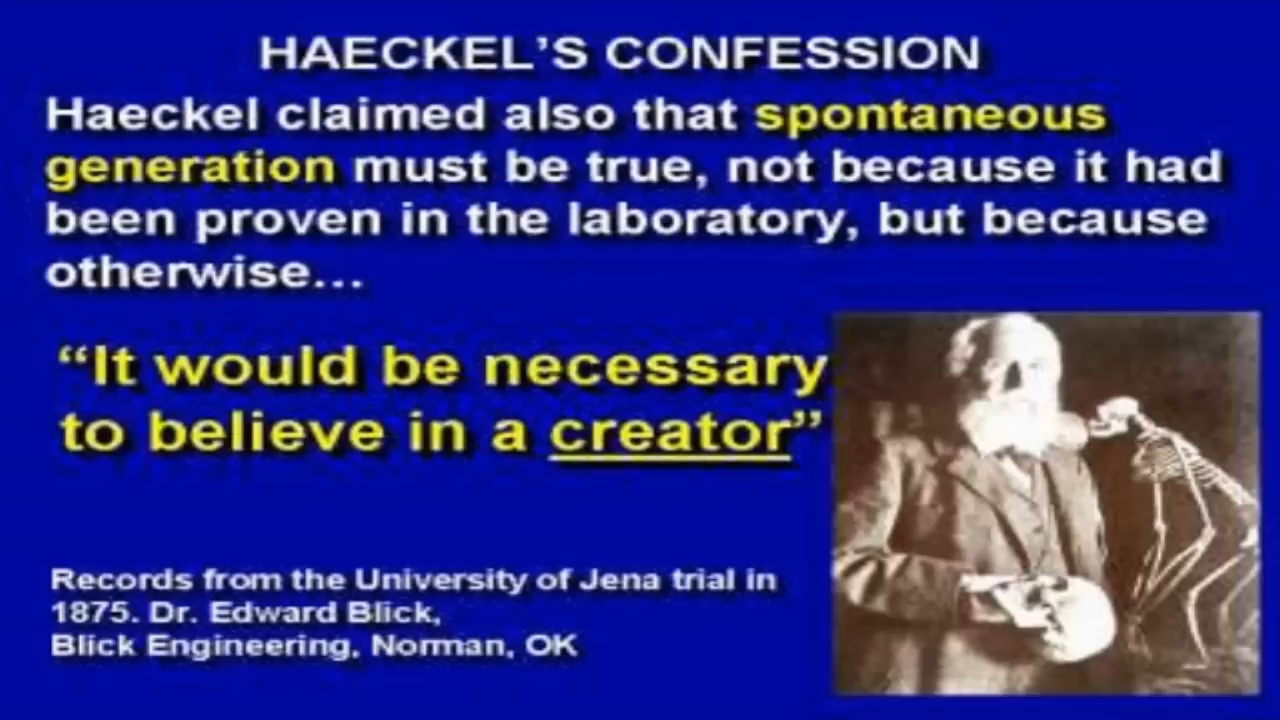 HAECKEL'S CONFESSION
Haeckel claimed also that spontaneous
generation must be true, not because it had
been proven in the laboratory, but because
otherwise...
“It would be necessary
to believe in a creator”
Records from the University of Jena trial in
1875. Dr. Edward Blick,
Blick Engineering, Norman, OK